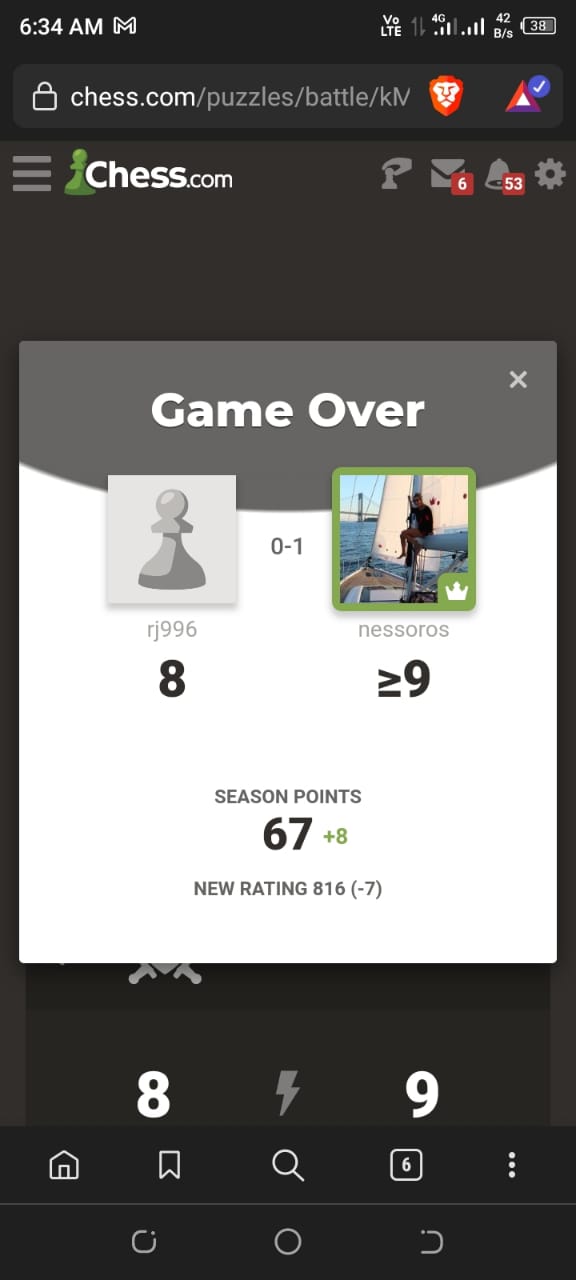 6:34 AM
Vo LTE 4G 42 B/s 38
chess.com/puzzles/battle/kM
Chess.com
6 53
Game Over
0-1
rj996 nessoros
8 ≥9
SEASON POINTS
67 +8
NEW RATING 816 (-7)
8 9
6